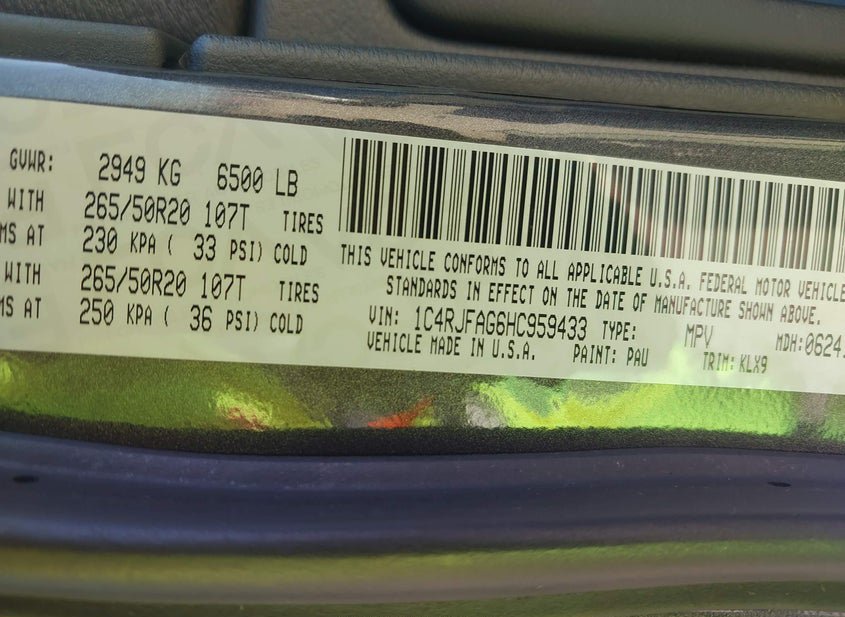 GVWR: 2949 KG 6500 LB
WITH 265/50R20 107T TIRES
MS AT 230 KPA ( 33 PSI) COLD
WITH 265/50R20 107T TIRES
MS AT 250 KPA ( 36 PSI) COLD
THIS VEHICLE CONFORMS TO ALL APPLICABLE U.S.A. FEDERAL MOTOR VEHICLE
STANDARDS IN EFFECT ON THE DATE OF MANUFACTURE SHOWN ABOVE.
VIN: 1C4RJFAG6HC959433 TYPE: MPV MDH:0624
VEHICLE MADE IN U.S.A. PAINT: PAU TRIM: KLX9